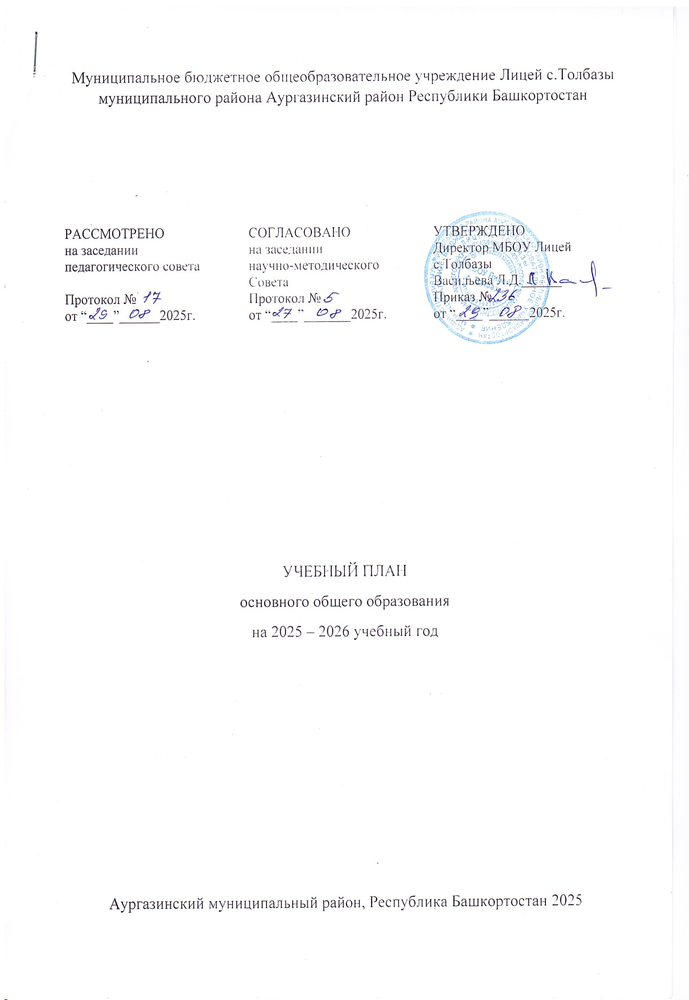 Муниципальное бюджетное общеобразовательное учреждение Лицей с.Толбазы
муниципального района Аургазинский район Республики Башкортостан
РАССМОТРЕНО
на заседании
педагогического совета
Протокол № 17
от “29” 08 2025г.
СОГЛАСОВАНО
на заседании
научно-методического
Совета
Протокол № 5
от “27” 08 2025г.
УТВЕРЖДЕНО
Директор МБОУ Лицей
с.Толбазы
Васильева Л.Д.
Приказ №236
от “29” 08 2025г.
УЧЕБНЫЙ ПЛАН
основного общего образования
на 2025 – 2026 учебный год
Аургазинский муниципальный район, Республика Башкортостан 2025